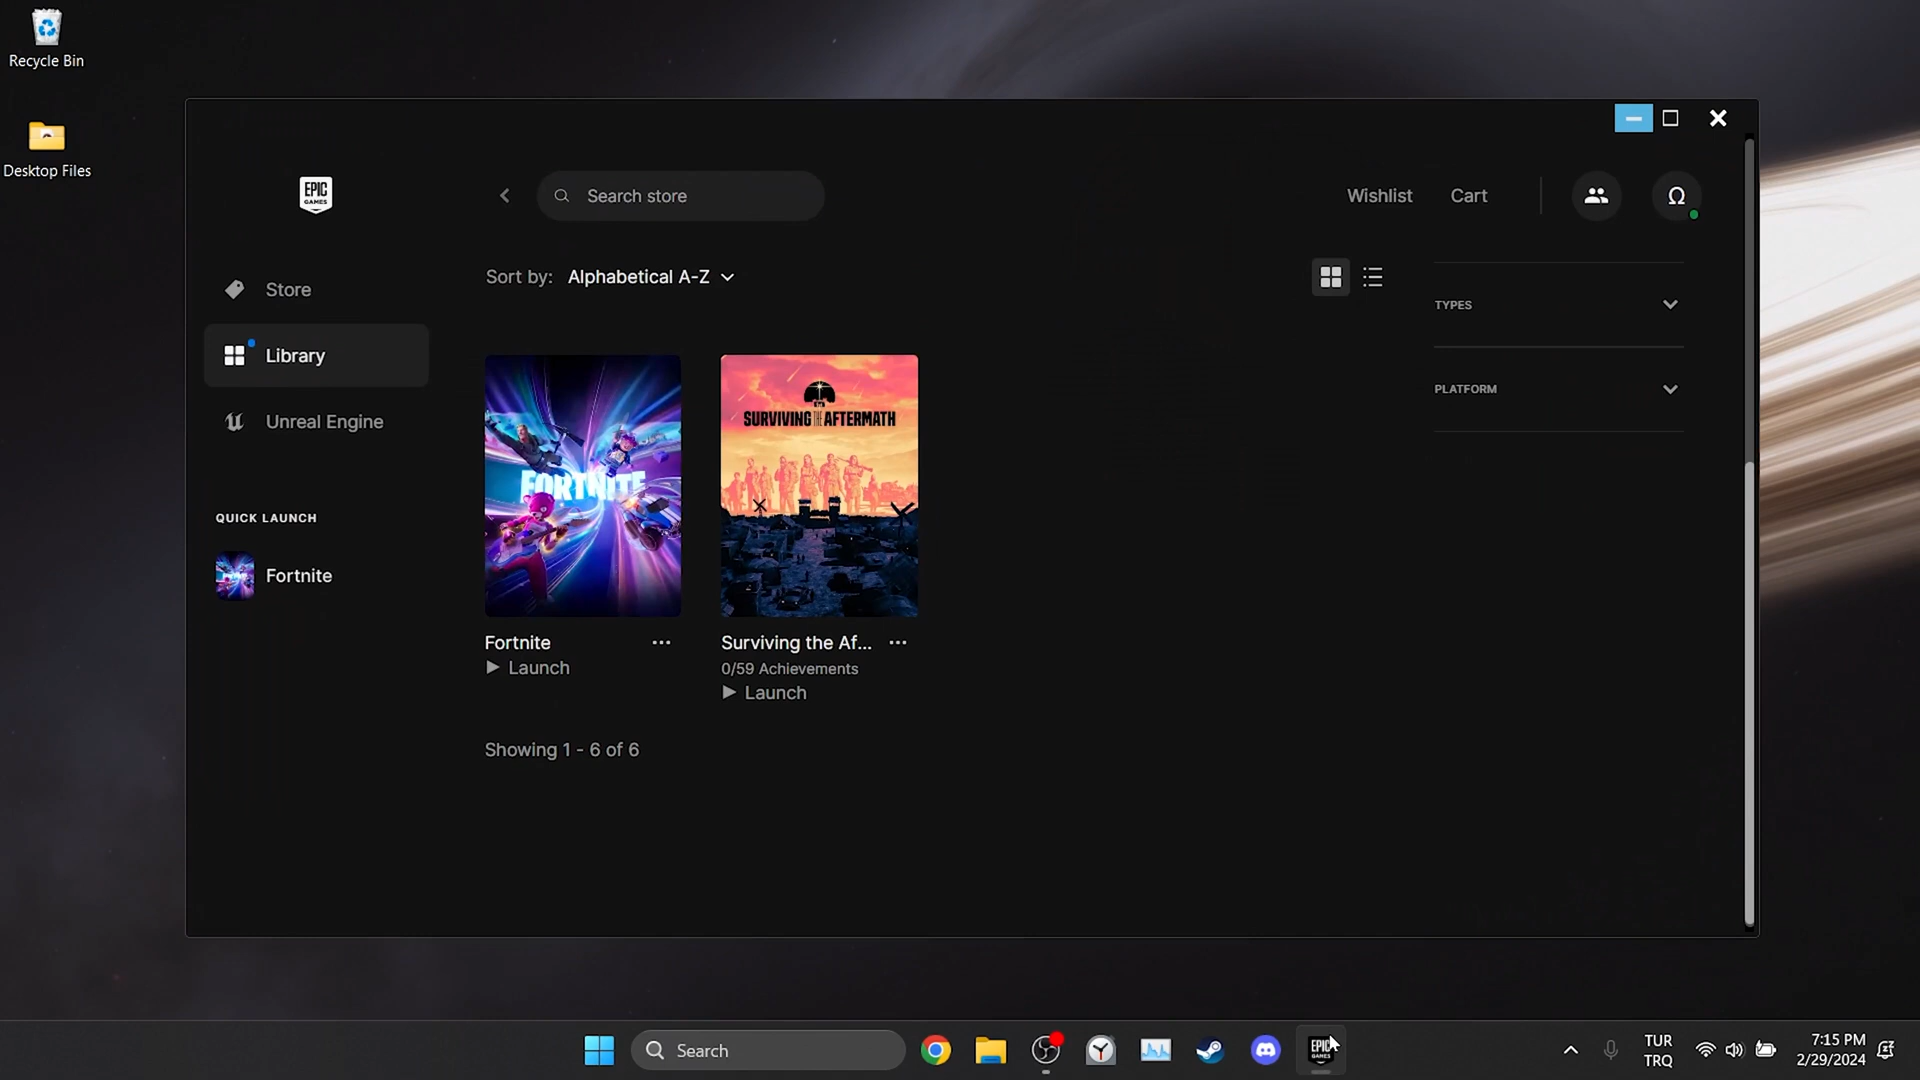 Recycle Bin
Desktop Files
EPIC
GAMES
Search store
Wishlist
Cart
Ω
Store
Library
Unreal Engine
QUICK LAUNCH
Fortnite
Sort by: Alphabetical A-Z
TYPES
PLATFORM
FORTNITE
SURVIVING THE AFTERMATH
Fortnite
...
Launch
Surviving the Af...
...
0/59 Achievements
Launch
Showing 1 - 6 of 6
Search
EPIC
GAMES
TUR
TRQ
7:15 PM
2/29/2024